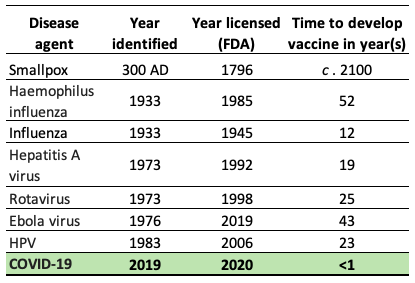 Disease agent Year identified Year licensed (FDA) Time to develop vaccine in year(s)
Smallpox 300 AD 1796 c . 2100
Haemophilus influenza 1933 1985 52
Influenza 1933 1945 12
Hepatitis A virus 1973 1992 19
Rotavirus 1973 1998 25
Ebola virus 1976 2019 43
HPV 1983 2006 23
COVID-19 2019 2020 <1